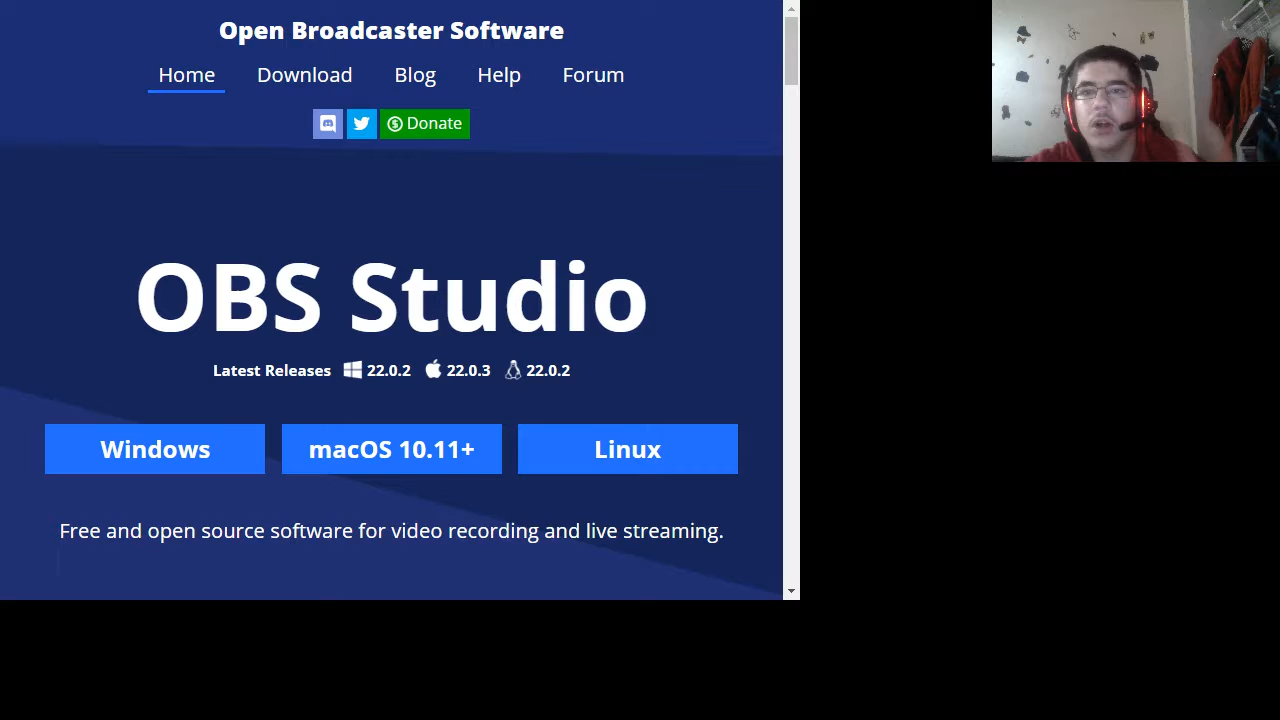 Open Broadcaster Software
Home Download Blog Help Forum
Donate
OBS Studio
Latest Releases 22.0.2 22.0.3 22.0.2
Windows macOS 10.11+ Linux
Free and open source software for video recording and live streaming.